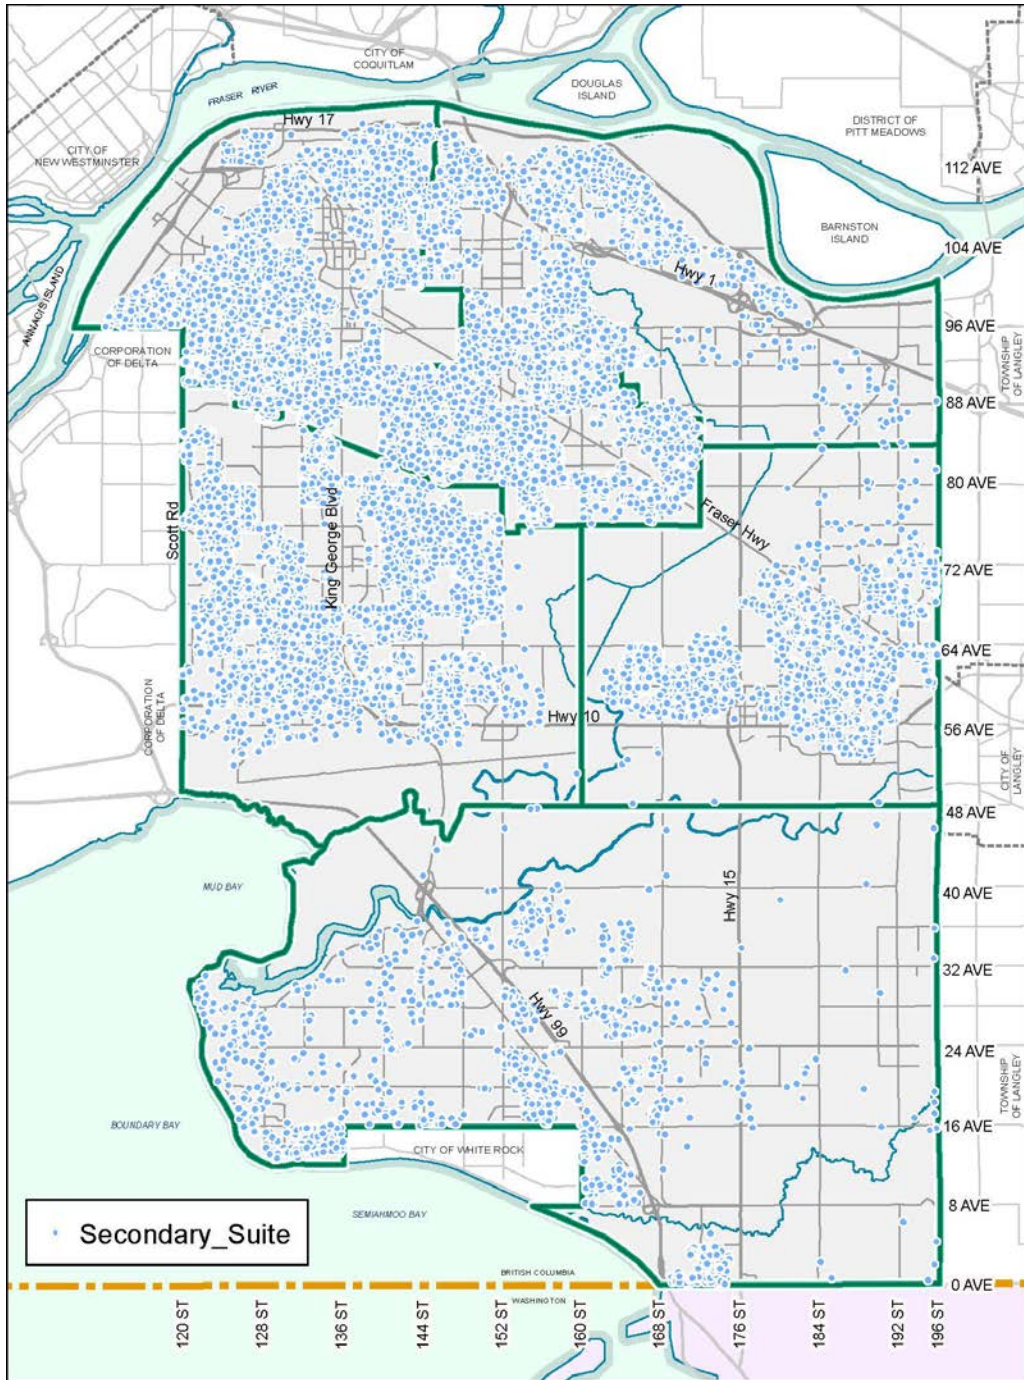 CITY OF
COQUITLAM
DOUGLAS
ISLAND
FRASER RIVER
Hwy 17
DISTRICT OF
PITT MEADOWS
CITY OF
NEW WESTMINSTER
112 AVE
BARNSTON
ISLAND
104 AVE
Hwy 1
ANNACIS ISLAND
96 AVE
CORPORATION
OF DELTA
TOWNSHIP
OF LANGLEY
88 AVE
80 AVE
Scott Rd
King George Blvd
Fraser Hwy
72 AVE
64 AVE
CORPORATION
OF DELTA
Hwy 10
56 AVE
CITY OF
LANGLEY
48 AVE
MUD BAY
40 AVE
Hwy 15
32 AVE
Hwy 99
24 AVE
TOWNSHIP
OF LANGLEY
BOUNDARY BAY
16 AVE
CITY OF WHITE ROCK
8 AVE
SEMIAHMOO BAY
Secondary_Suite
BRITISH COLUMBIA
0 AVE
WASHINGTON
120 ST
128 ST
136 ST
144 ST
152 ST
160 ST
168 ST
176 ST
184 ST
192 ST
196 ST